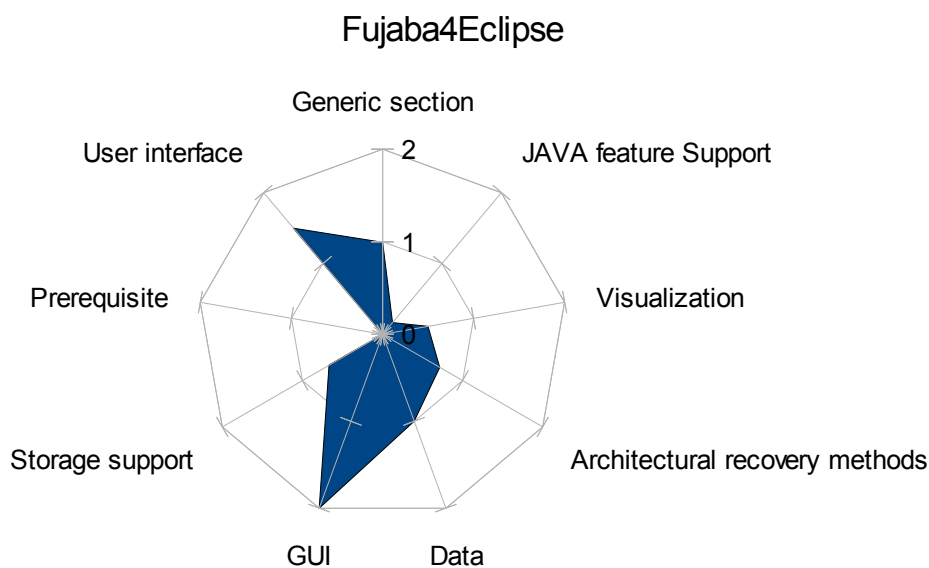 Fujaba4Eclipse
Generic section
User interface
2
JAVA feature Support
1
Prerequisite
Visualization
0
Storage support
Architectural recovery methods
GUI
Data